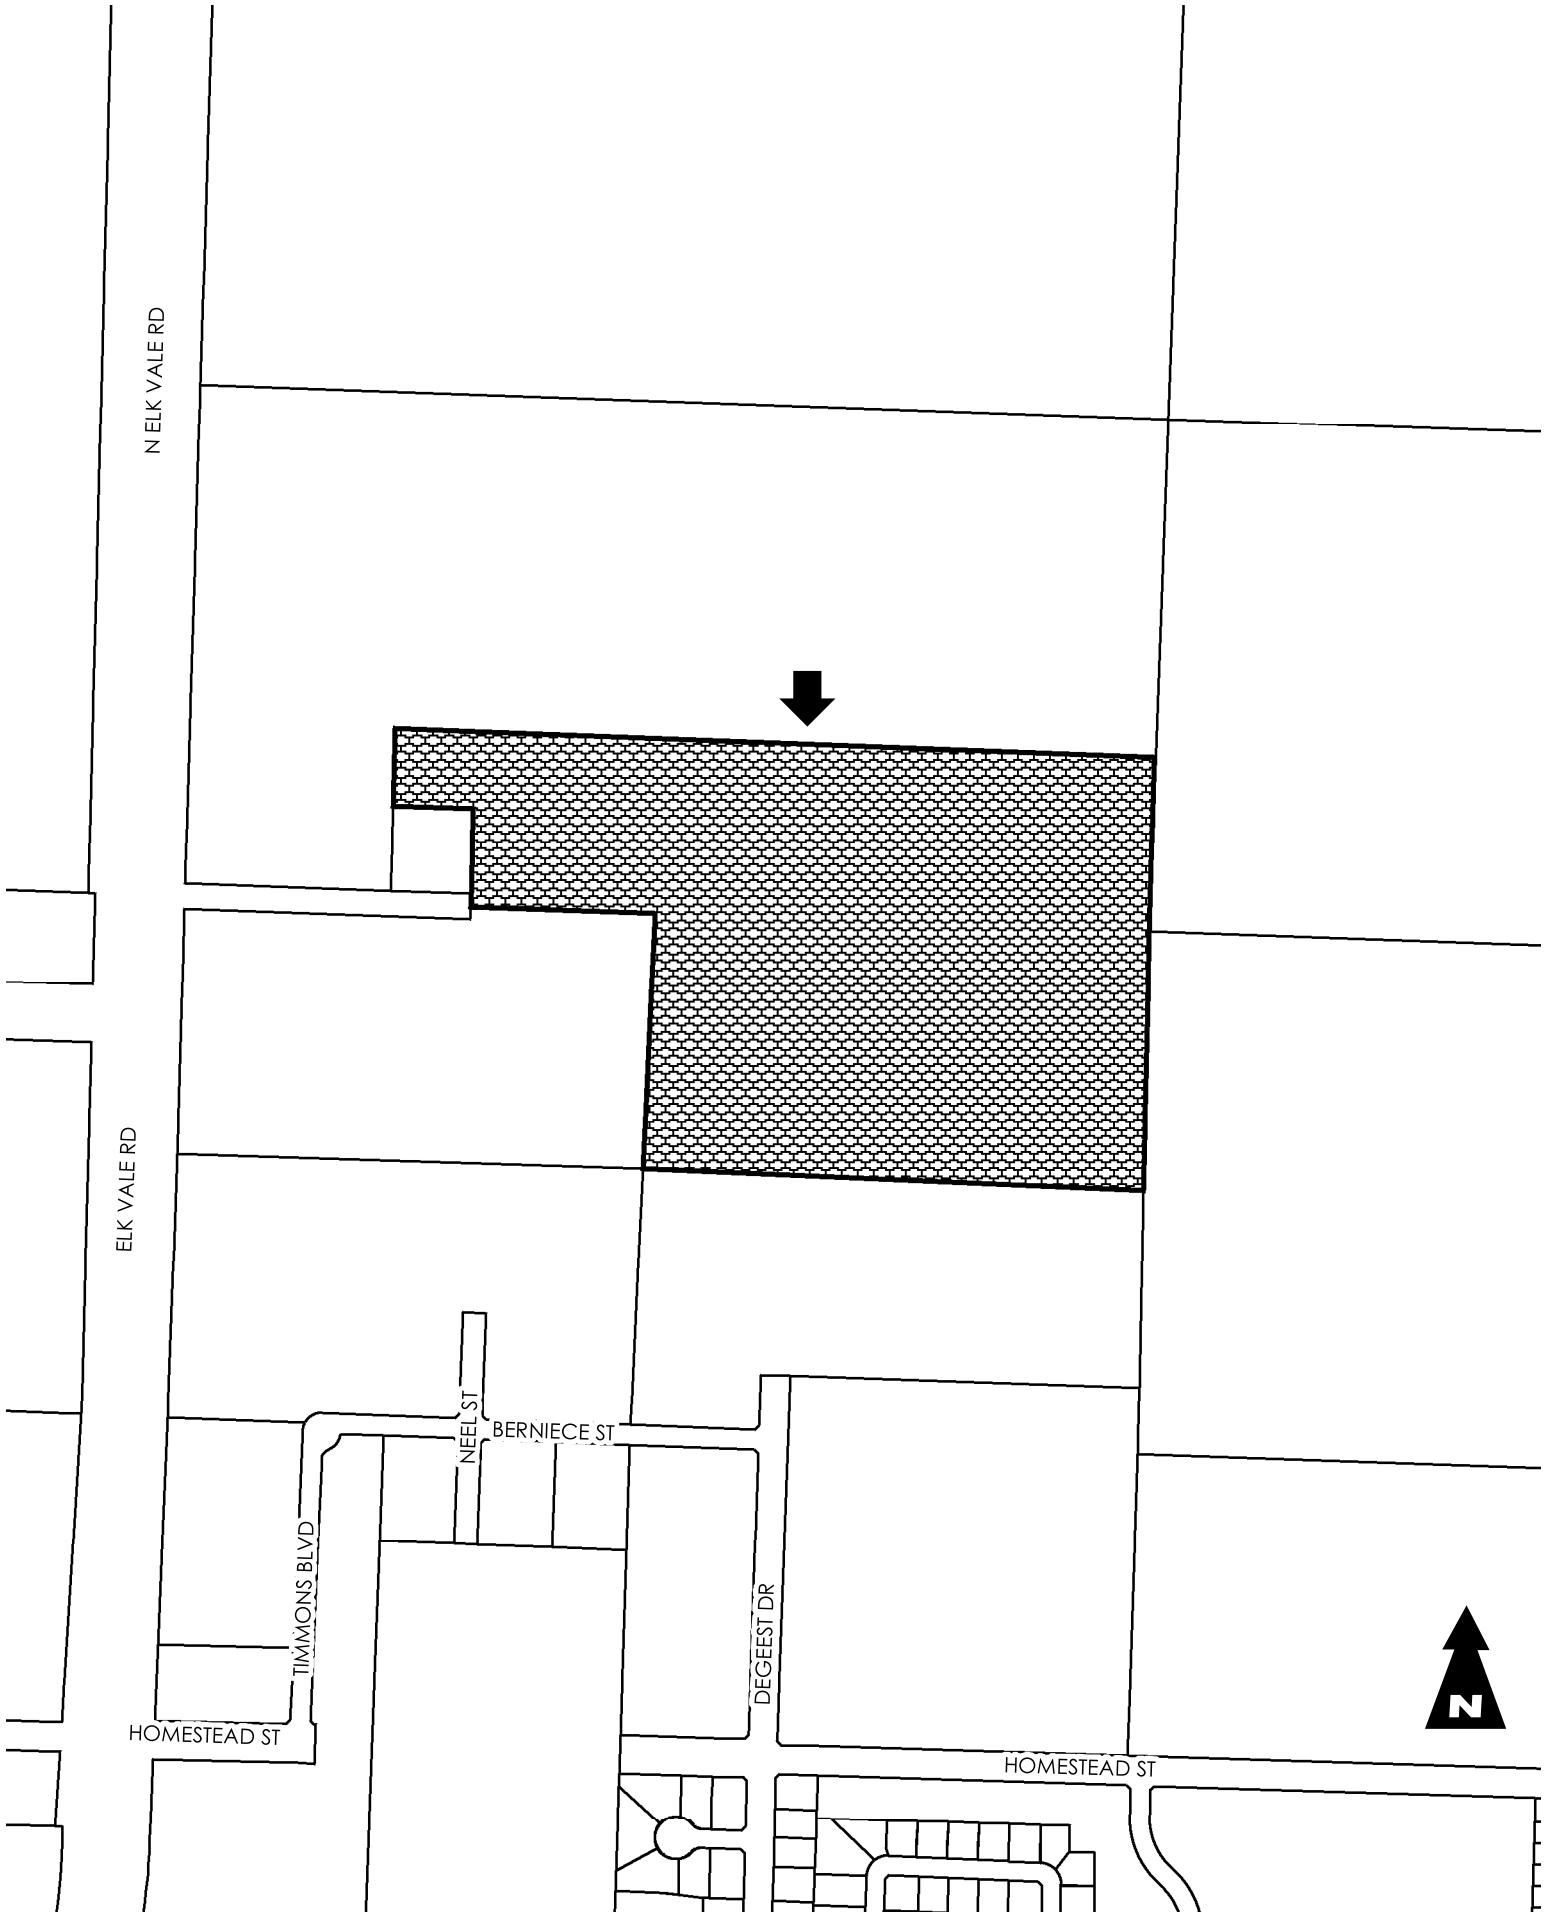 N ELK VALE RD
ELK VALE RD
NEEL ST
BERNIECE ST
TIMMONS BLVD
DEGEEST DR
N
HOMESTEAD ST
HOMESTEAD ST